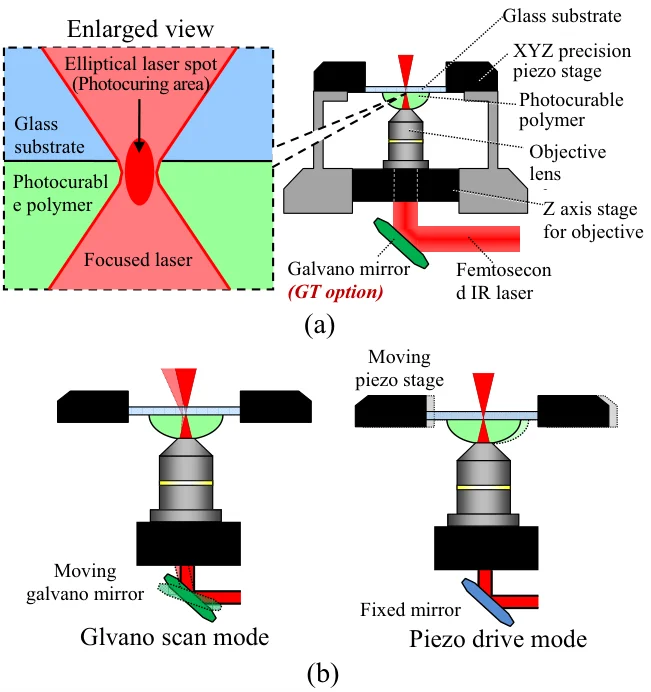 Enlarged view
Elliptical laser spot
(Photocuring area)
Glass
substrate
Photocurabl
e polymer
Focused laser
Glass substrate
XYZ precision
piezo stage
Photocurable
polymer
Objective
lens
Z axis stage
for objective
Galvano mirror
(GT option)
Femtosecon
d IR laser
(a)
Moving
galvano mirror
Glvano scan mode
Moving
piezo stage
Fixed mirror
Piezo drive mode
(b)